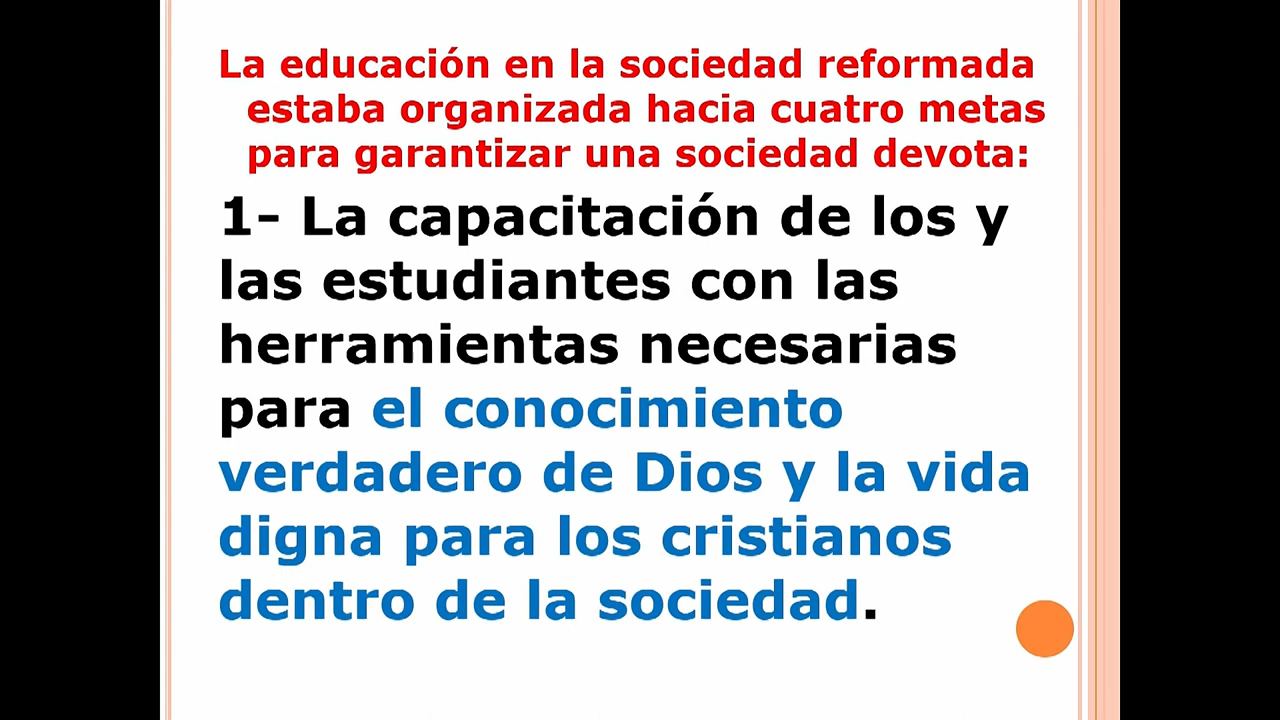 La educación en la sociedad reformada
estaba organizada hacia cuatro metas
para garantizar una sociedad devota:
1- La capacitación de los y
las estudiantes con las
herramientas necesarias
para el conocimiento
verdadero de Dios y la vida
digna para los cristianos
dentro de la sociedad.